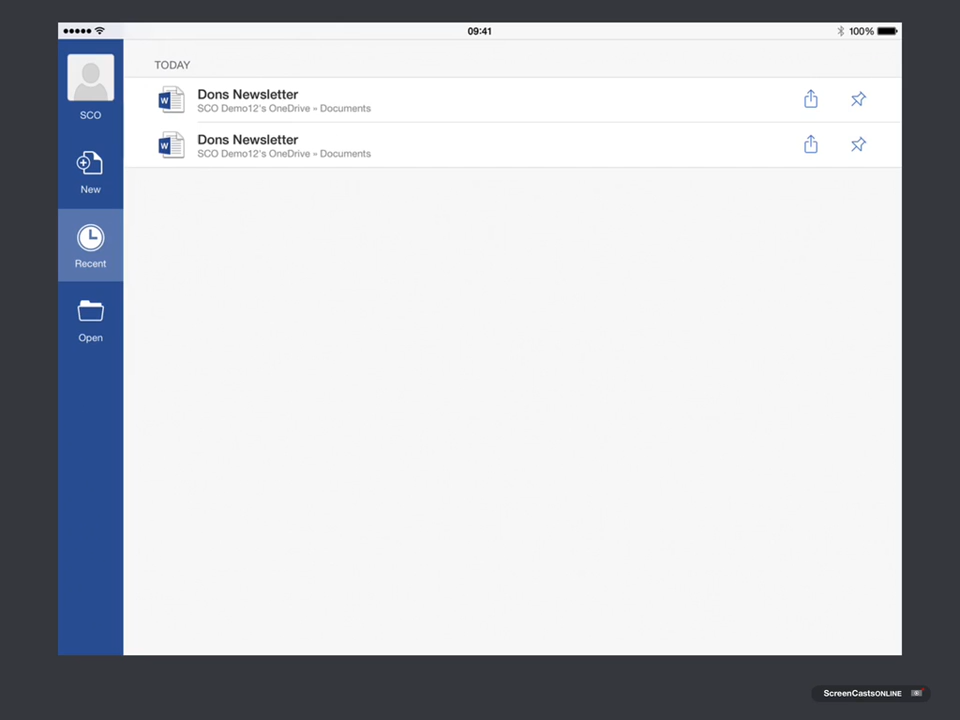 09:41
100%
TODAY
SCO
Dons Newsletter
SCO Demo12's OneDrive » Documents
Dons Newsletter
SCO Demo12's OneDrive » Documents
New
Recent
Open
W
W
ScreenCastsONLINE